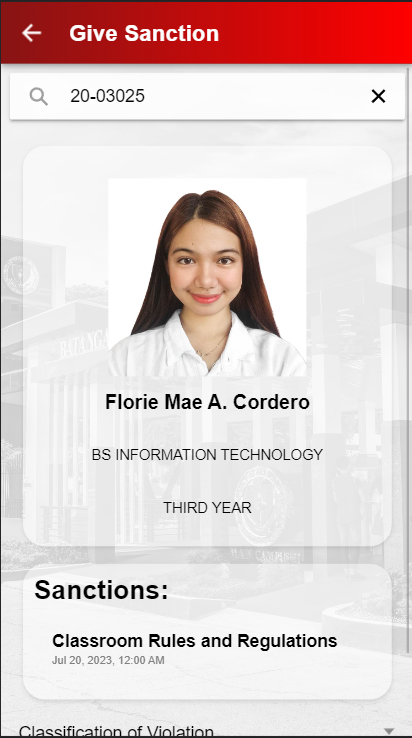 Give Sanction
20-03025
BATANGA
Florie Mae A. Cordero
BS INFORMATION TECHNOLOGY
THIRD YEAR
Sanctions:
Classroom Rules and Regulations
Jul 20, 2023, 12:00 AM
Classification of Violation